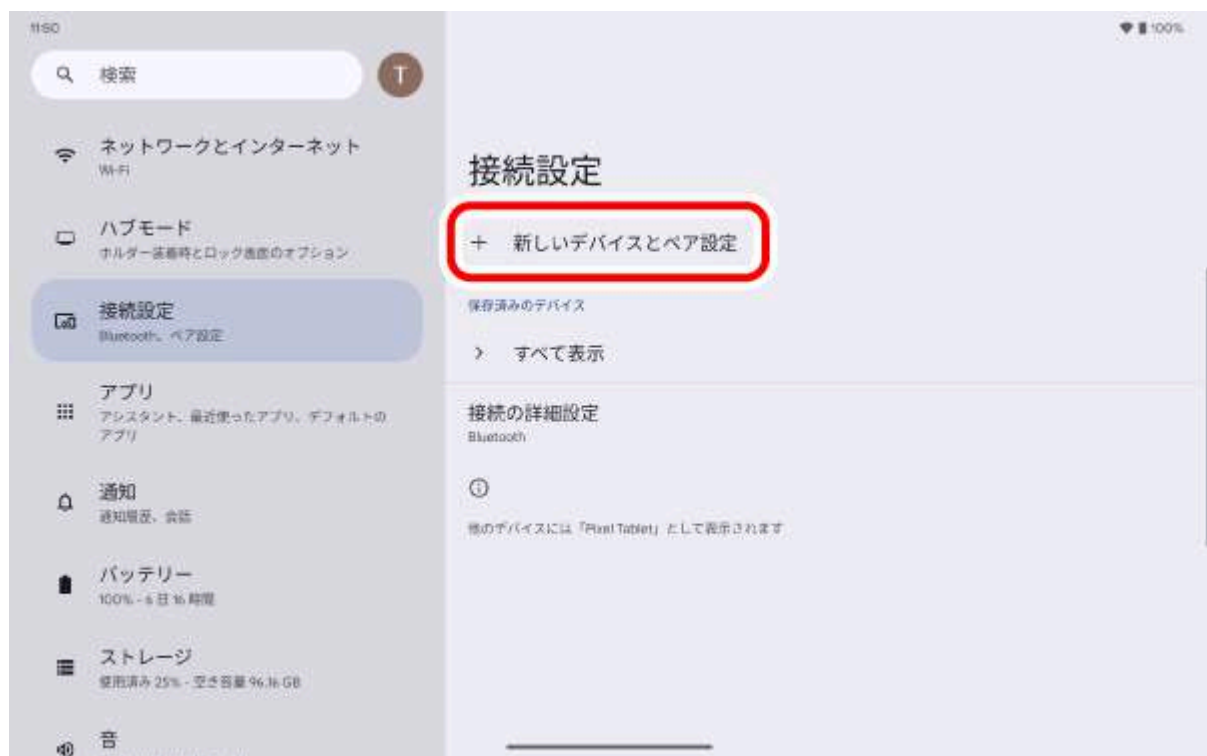 11:50
100%
検索
T
ネットワークとインターネット
Wi-Fi
ハブモード
ホルダー装着時とロック画面のオプション
接続設定
Bluetooth、ペア設定
アプリ
アシスタント、最近使ったアプリ、デフォルトの
アプリ
通知
通知履歴、会話
バッテリー
100% - 6 日 16 時間
ストレージ
使用済み 25% - 空き容量 96.16 GB
音
接続設定
+ 新しいデバイスとペア設定
保存済みのデバイス
すべて表示
接続の詳細設定
Bluetooth
他のデバイスには「Pixel Tablet」として表示されます